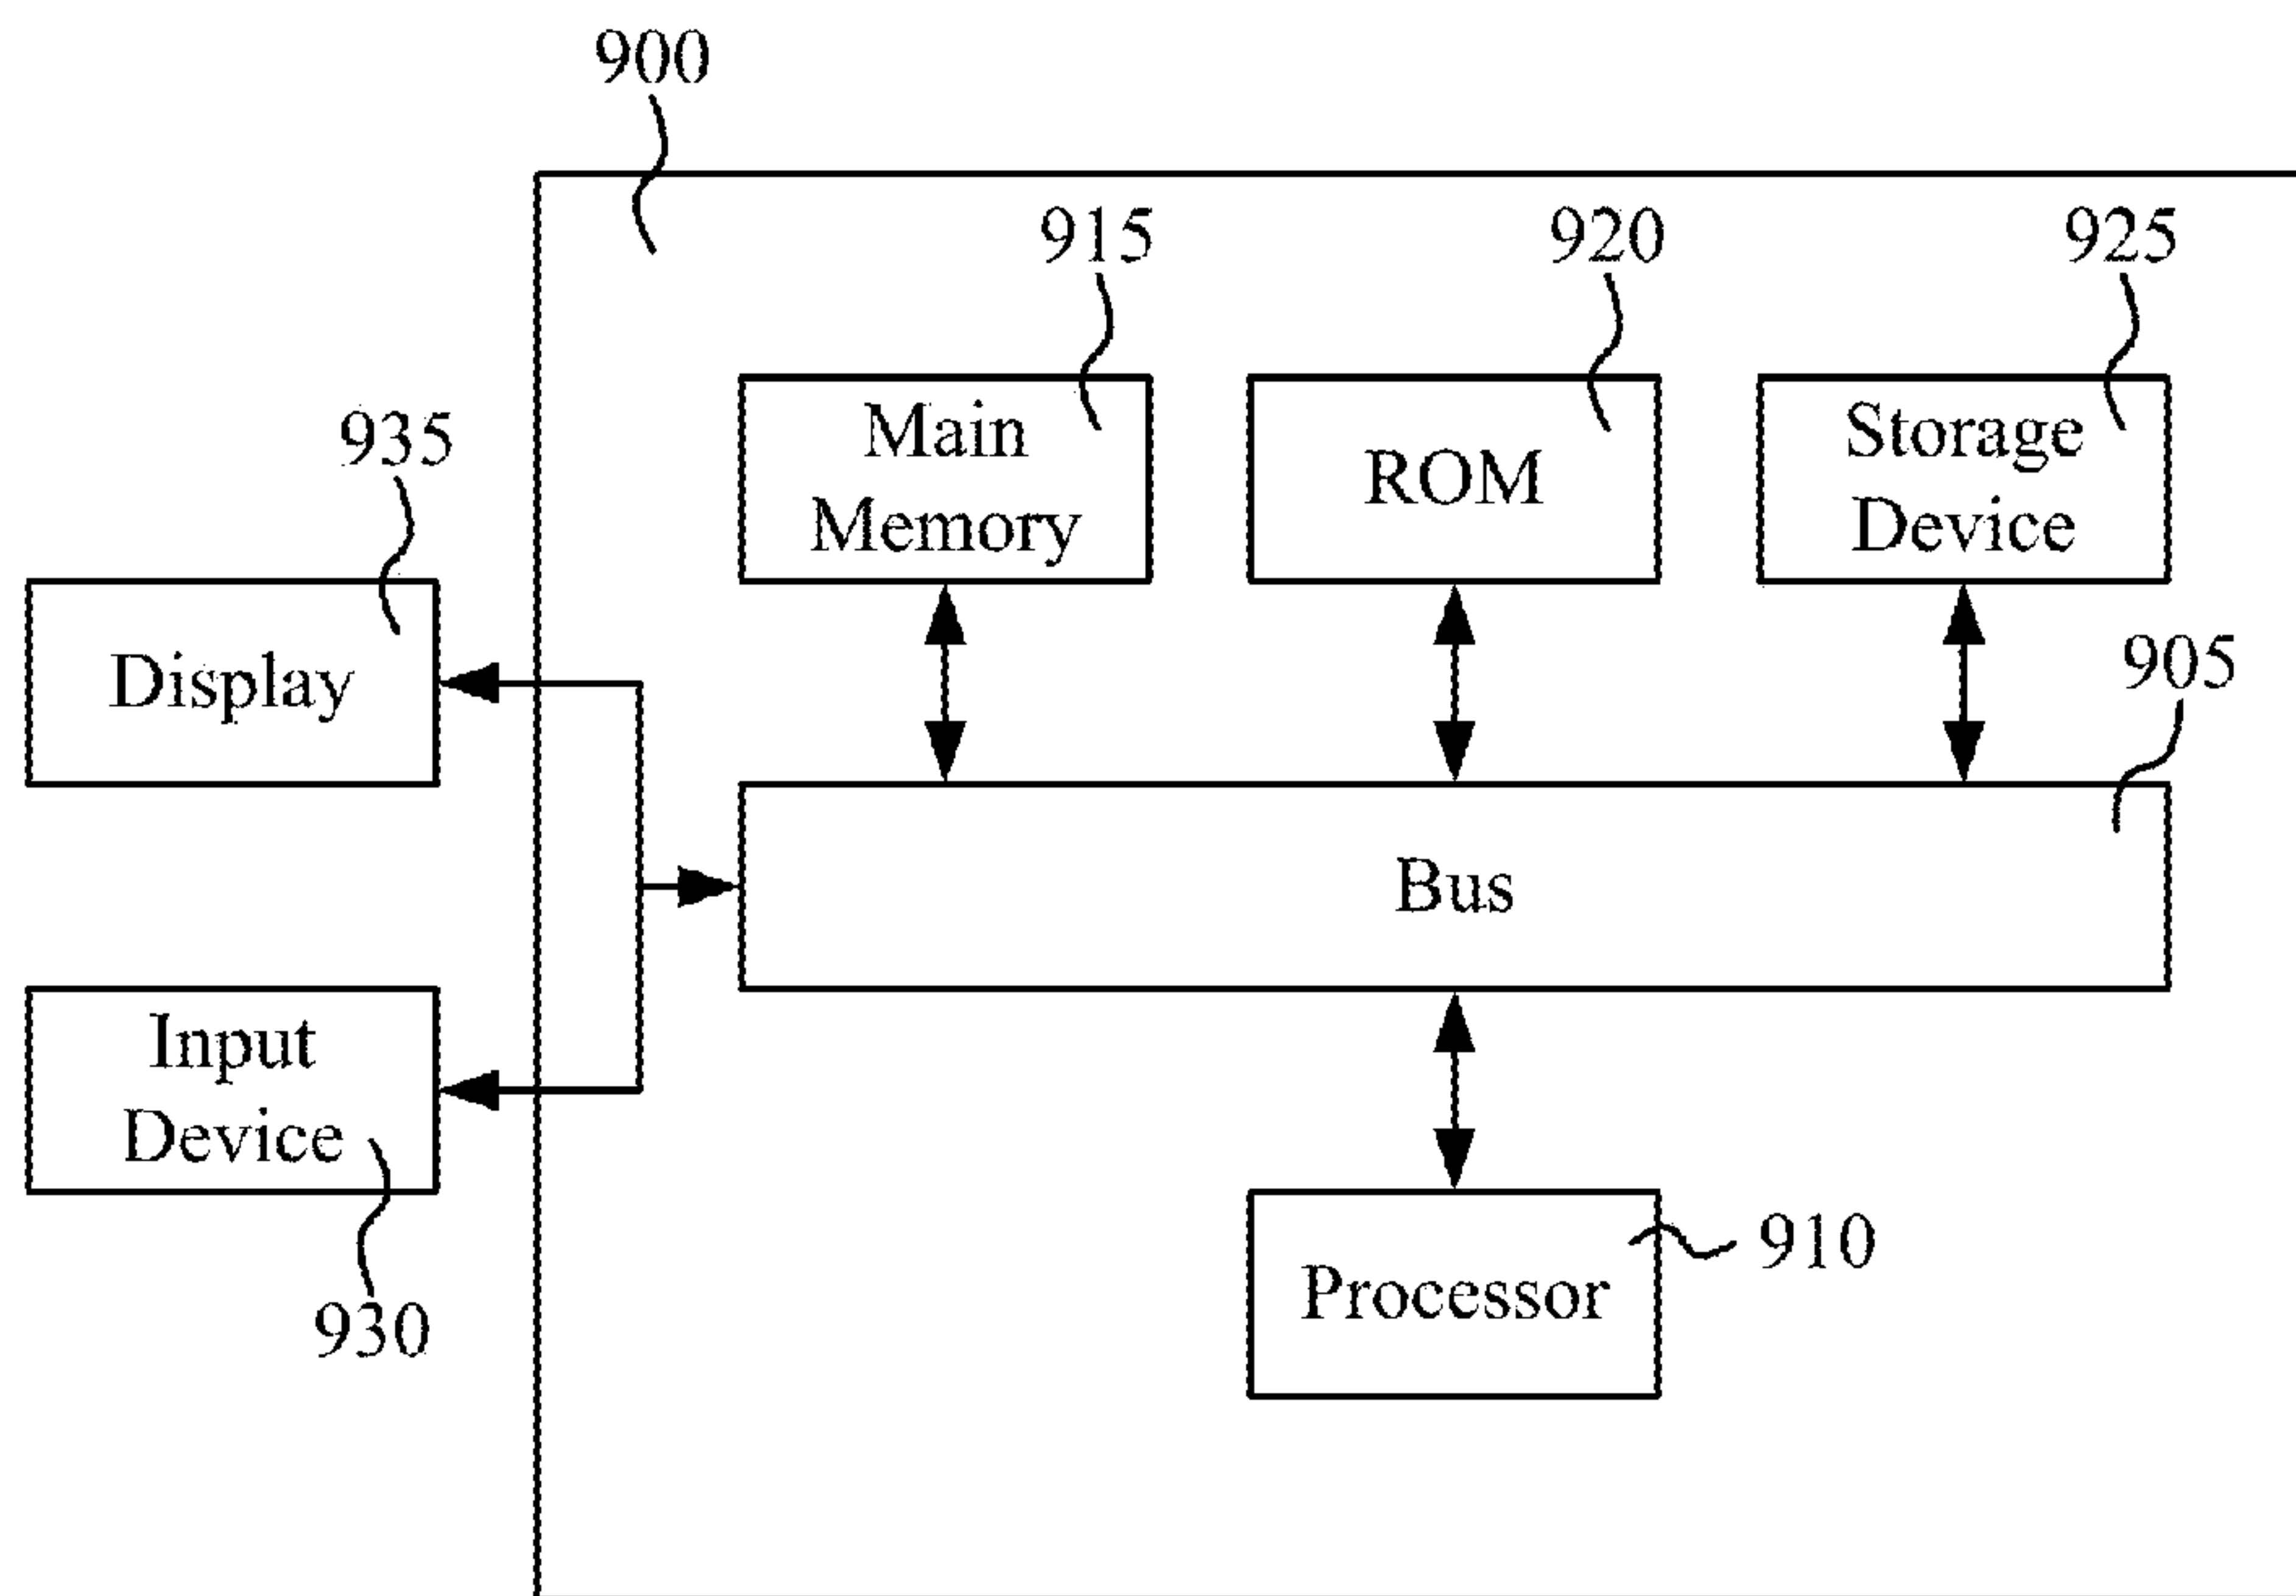 900
915
920
925
935
Main
Memory
ROM
Storage
Device
905
Display
Bus
Input
Device
930
910
Processor